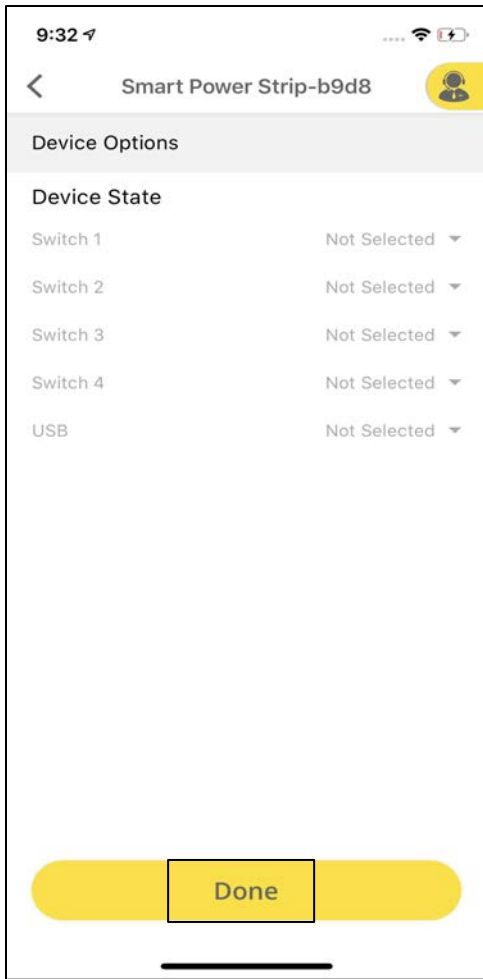 9:32
Smart Power Strip-b9d8
Device Options
Device State
Switch 1 Not Selected
Switch 2 Not Selected
Switch 3 Not Selected
Switch 4 Not Selected
USB Not Selected
Done